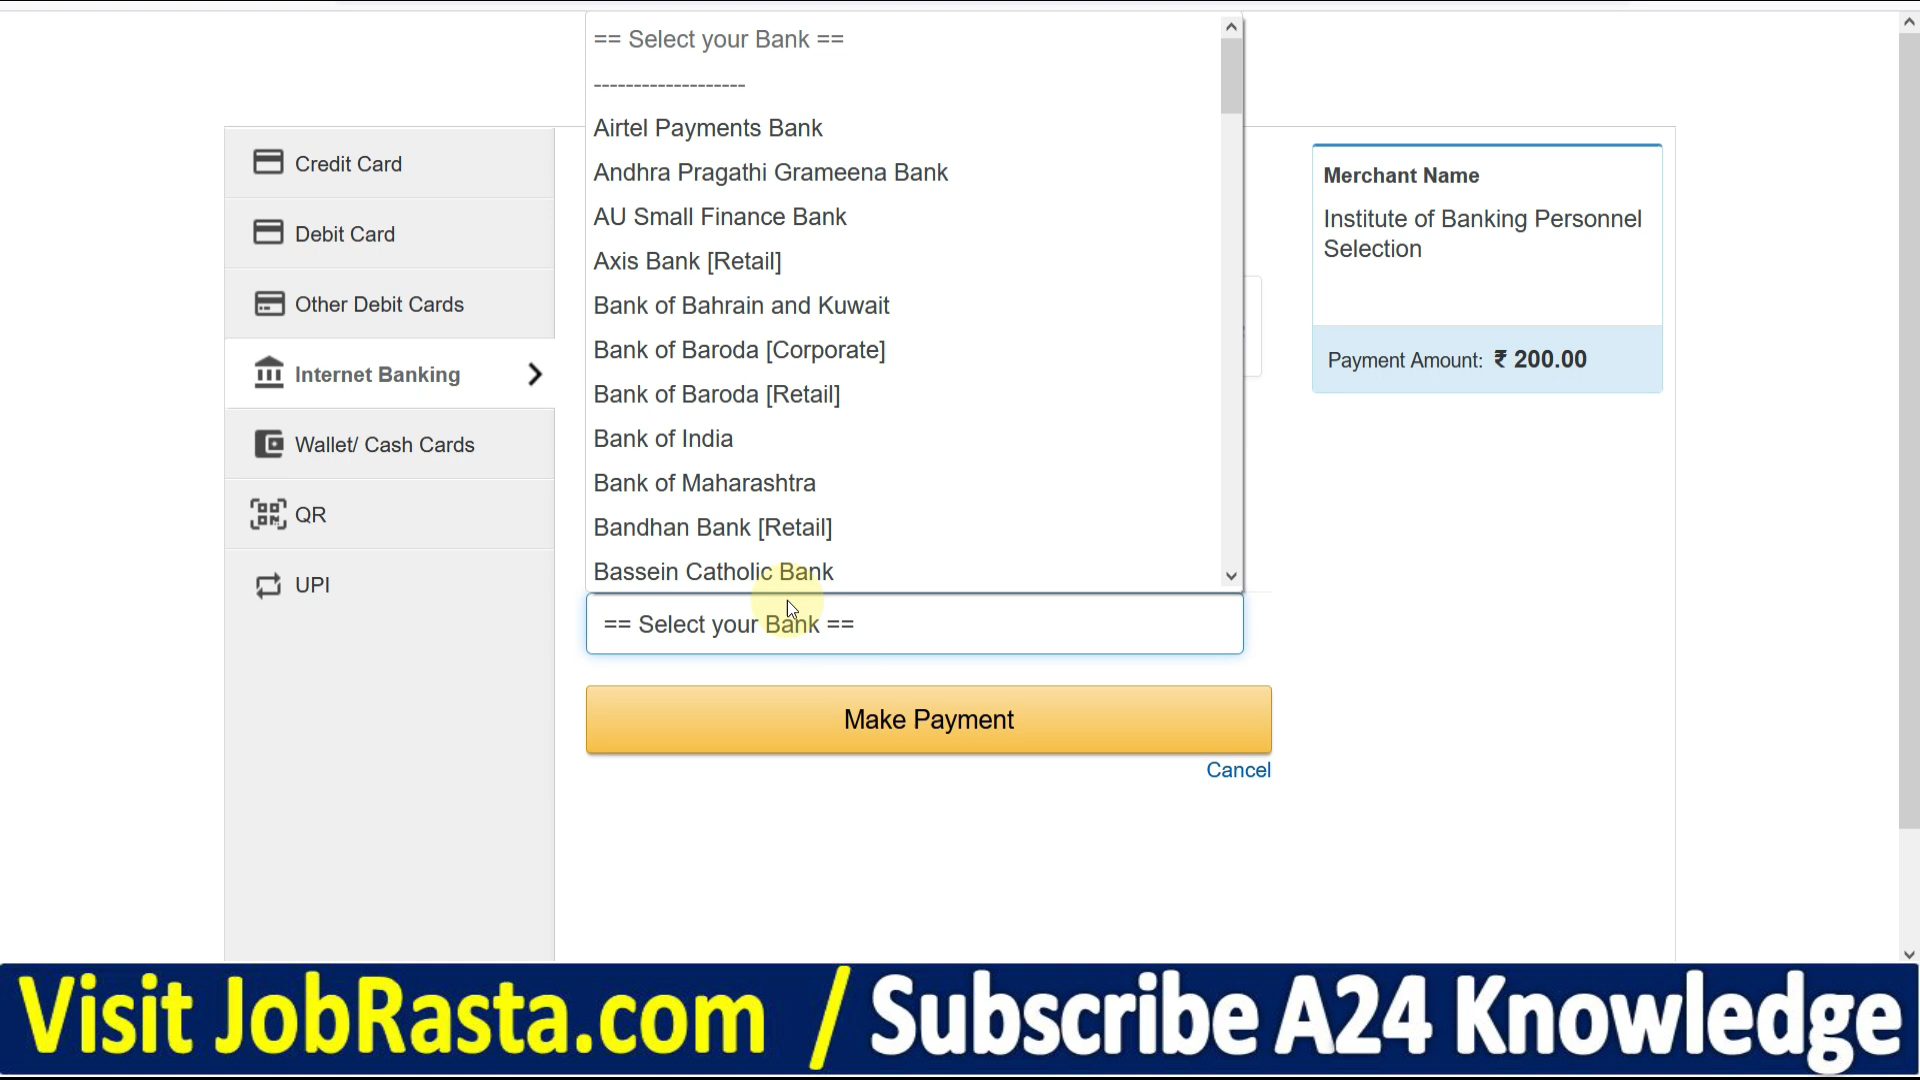 == Select your Bank ==
-------------------
Airtel Payments Bank
Andhra Pragathi Grameena Bank
AU Small Finance Bank
Axis Bank [Retail]
Bank of Bahrain and Kuwait
Bank of Baroda [Corporate]
Bank of Baroda [Retail]
Bank of India
Bank of Maharashtra
Bandhan Bank [Retail]
Bassein Catholic Bank
== Select your Bank ==
Make Payment
Cancel
Credit Card
Debit Card
Other Debit Cards
Internet Banking
Wallet/ Cash Cards
QR
UPI
Merchant Name
Institute of Banking Personnel
Selection
Payment Amount: ₹ 200.00
Visit JobRasta.com / Subscribe A24 Knowledge